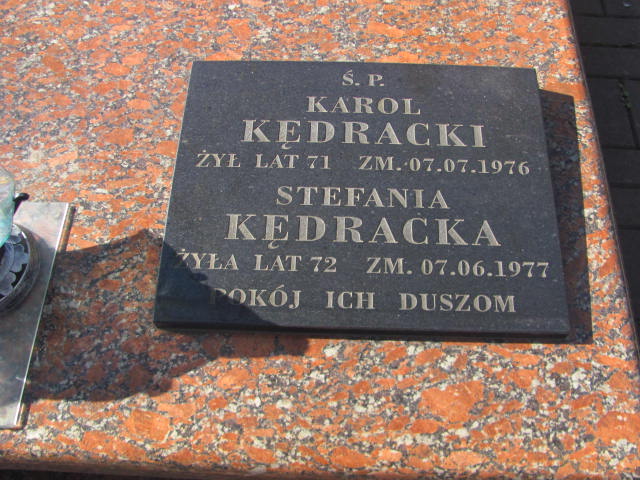 Ś. P.
KAROL
KĘDRACKI
ŻYŁ LAT 71 ZM. 07.07.1976
STEFANIA
KĘDRACKA
ŻYŁA LAT 72 ZM. 07.06.1977
POKÓJ ICH DUSZOM